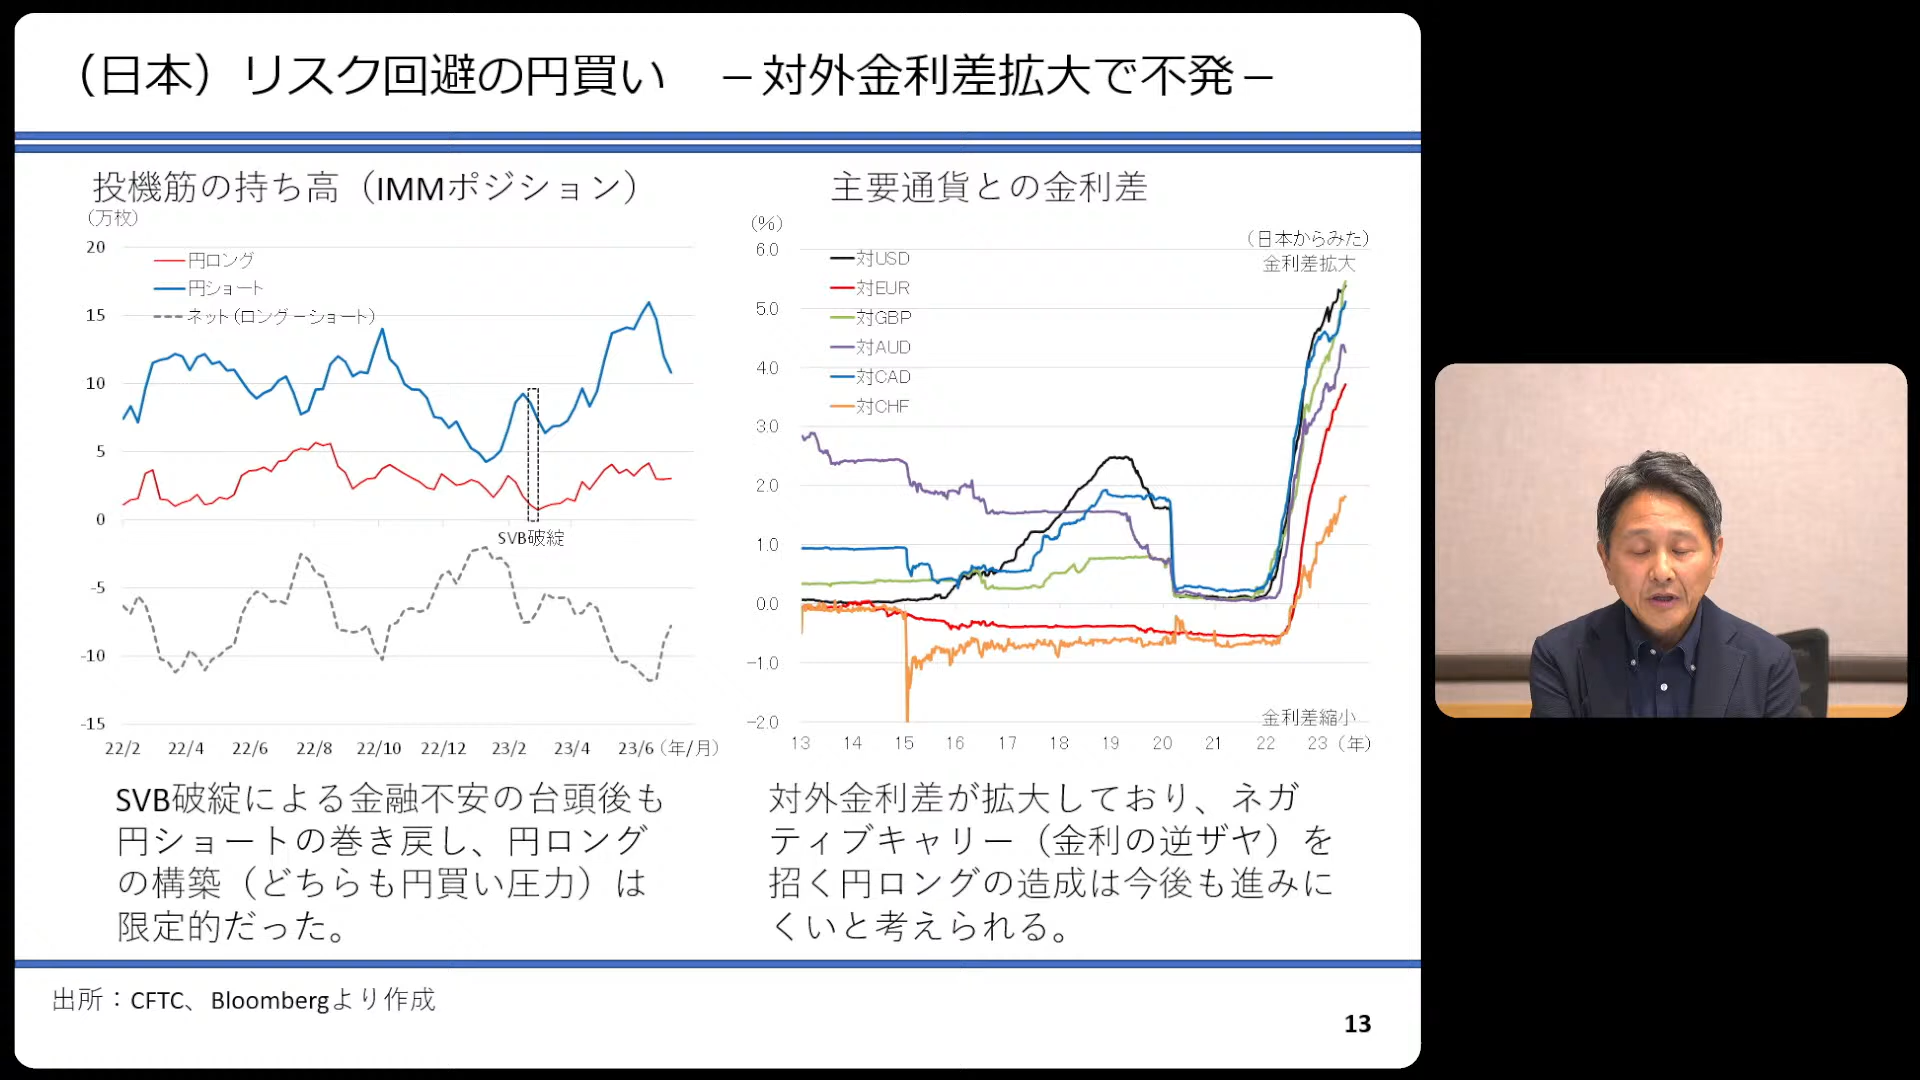 （日本）リスク回避の円買い　－対外金利差拡大で不発－
投機筋の持ち高（IMMポジション）
（万枚）
20
15
10
5
0
-5
-10
-15
円ロング
円ショート
ネット（ロング－ショート）
SVB破綻
22/2 22/4 22/6 22/8 22/10 22/12 23/2 23/4 23/6（年/月）
SVB破綻による金融不安の台頭後も
円ショートの巻き戻し、円ロング
の構築（どちらも円買い圧力）は
限定的だった。
主要通貨との金利差
（%）
6.0
5.0
4.0
3.0
2.0
1.0
0.0
-1.0
-2.0
対USD
対EUR
対GBP
対AUD
対CAD
対CHF
（日本からみた）
金利差拡大
金利差縮小
13 14 15 16 17 18 19 20 21 22 23（年）
対外金利差が拡大しており、ネガ
ティブキャリー（金利の逆ザヤ）を
招く円ロングの造成は今後も進みに
くいと考えられる。
出所：CFTC、Bloombergより作成
13